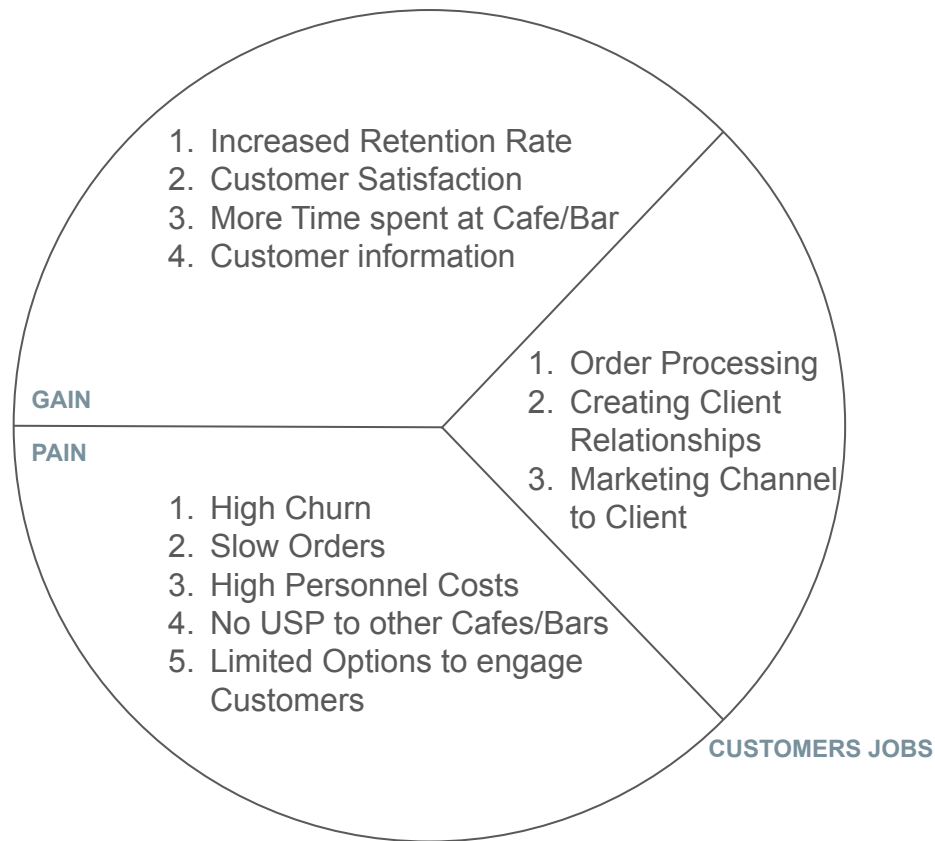 1. Increased Retention Rate
2. Customer Satisfaction
3. More Time spent at Cafe/Bar
4. Customer information
GAIN
PAIN
1. High Churn
2. Slow Orders
3. High Personnel Costs
4. No USP to other Cafes/Bars
5. Limited Options to engage
Customers
1. Order Processing
2. Creating Client
Relationships
3. Marketing Channel
to Client
CUSTOMERS JOBS